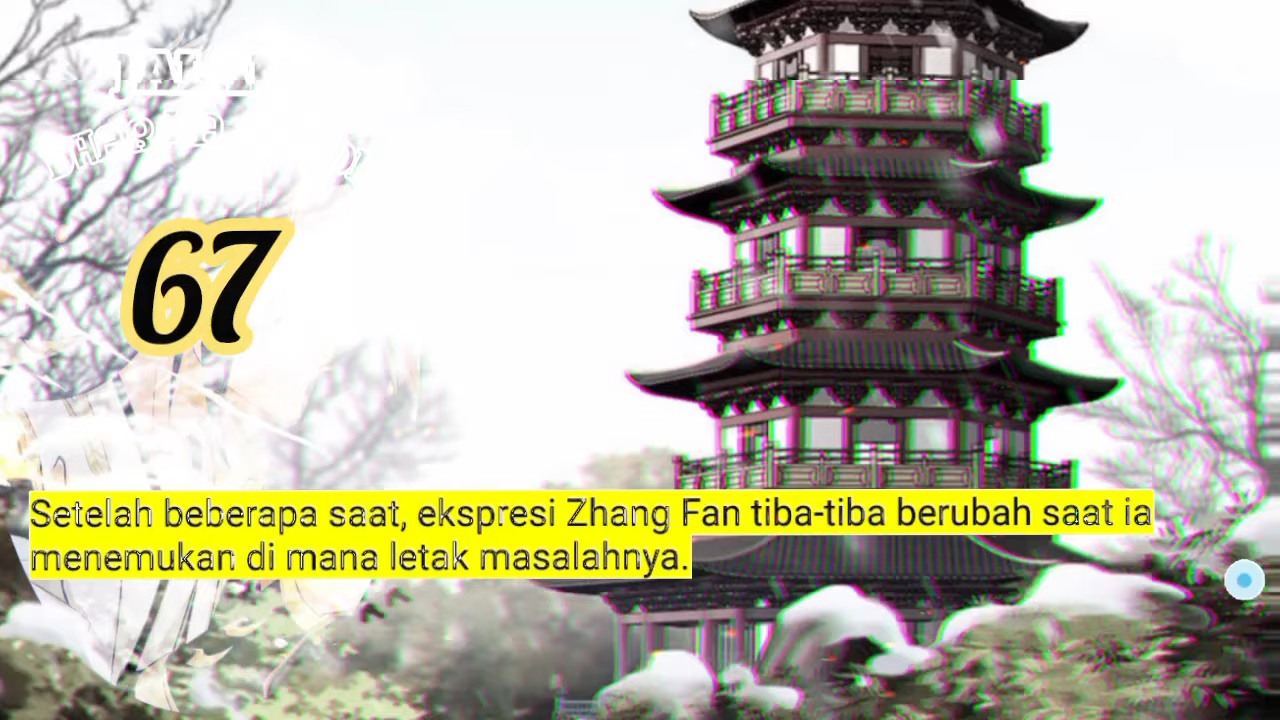 67
Setelah beberapa saat, ekspresi Zhang Fan tiba-tiba berubah saat ia
menemukan di mana letak masalahnya.